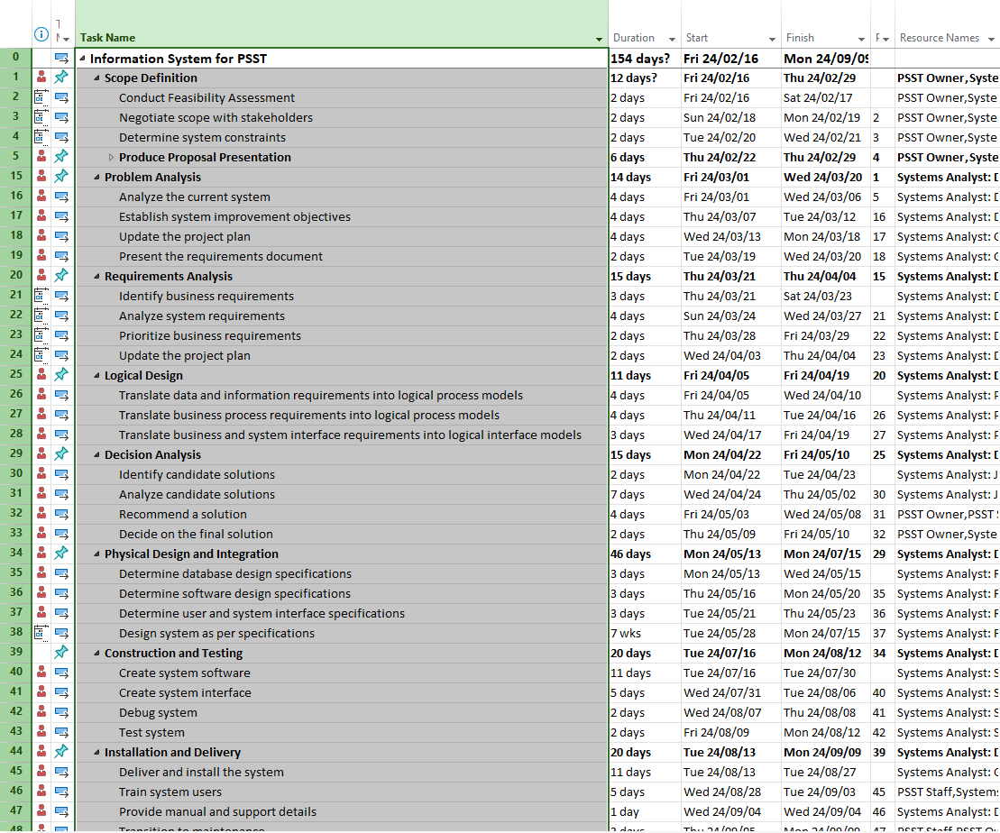 Task Name Duration Start Finish Resource Names
0 Information System for PSST 154 days? Fri 24/02/16 Mon 24/09/09
1 Scope Definition 12 days? Fri 24/02/16 Thu 24/02/29 PSST Owner,Syste
2 Conduct Feasibility Assessment 2 days Fri 24/02/16 Sat 24/02/17 PSST Owner,Syste
3 Negotiate scope with stakeholders 2 days Sun 24/02/18 Mon 24/02/19 2 PSST Owner,Syste
4 Determine system constraints 2 days Tue 24/02/20 Wed 24/02/21 3 PSST Owner,Syste
5 Produce Proposal Presentation 6 days Thu 24/02/22 Thu 24/02/29 4 PSST Owner,Syste
15 Problem Analysis 14 days Fri 24/03/01 Wed 24/03/20 1 Systems Analyst: D
16 Analyze the current system 4 days Fri 24/03/01 Wed 24/03/06 5 Systems Analyst: D
17 Establish system improvement objectives 4 days Thu 24/03/07 Tue 24/03/12 16 Systems Analyst: D
18 Update the project plan 4 days Wed 24/03/13 Mon 24/03/18 17 Systems Analyst: G
19 Present the requirements document 2 days Tue 24/03/19 Wed 24/03/20 18 Systems Analyst: G
20 Requirements Analysis 15 days Thu 24/03/21 Thu 24/04/04 15 Systems Analyst: D
21 Identify business requirements 3 days Thu 24/03/21 Sat 24/03/23 Systems Analyst: D
22 Analyze system requirements 4 days Sun 24/03/24 Wed 24/03/27 21 Systems Analyst: D
23 Prioritize business requirements 2 days Thu 24/03/28 Fri 24/03/29 22 Systems Analyst: D
24 Update the project plan 2 days Wed 24/04/03 Thu 24/04/04 23 Systems Analyst: D
25 Logical Design 11 days Fri 24/04/05 Fri 24/04/19 20 Systems Analyst: D
26 Translate data and information requirements into logical process models 4 days Fri 24/04/05 Wed 24/04/10 Systems Analyst: P
27 Translate business process requirements into logical process models 4 days Thu 24/04/11 Tue 24/04/16 26 Systems Analyst: P
28 Translate business and system interface requirements into logical interface models 3 days Wed 24/04/17 Fri 24/04/19 27 Systems Analyst: P
29 Decision Analysis 15 days Mon 24/04/22 Fri 24/05/10 25 Systems Analyst: D
30 Identify candidate solutions 2 days Mon 24/04/22 Tue 24/04/23 Systems Analyst: J
31 Analyze candidate solutions 7 days Wed 24/04/24 Thu 24/05/02 30 Systems Analyst: J
32 Recommend a solution 4 days Fri 24/05/03 Wed 24/05/08 31 PSST Owner,PSST S
33 Decide on the final solution 2 days Thu 24/05/09 Fri 24/05/10 32 PSST Owner,Syste
34 Physical Design and Integration 46 days Mon 24/05/13 Mon 24/07/15 29 Systems Analyst: D
35 Determine database design specifications 3 days Mon 24/05/13 Wed 24/05/15 Systems Analyst: P
36 Determine software design specifications 3 days Thu 24/05/16 Mon 24/05/20 35 Systems Analyst: P
37 Determine user and system interface specifications 3 days Tue 24/05/21 Thu 24/05/23 36 Systems Analyst: P
38 Design system as per specifications 7 wks Tue 24/05/28 Mon 24/07/15 37 Systems Analyst: P
39 Construction and Testing 20 days Tue 24/07/16 Mon 24/08/12 34 Systems Analyst: D
40 Create system software 11 days Tue 24/07/16 Tue 24/07/30 Systems Analyst: S
41 Create system interface 5 days Wed 24/07/31 Tue 24/08/06 40 Systems Analyst: S
42 Debug system 2 days Wed 24/08/07 Thu 24/08/08 41 Systems Analyst: S
43 Test system 2 days Fri 24/08/09 Mon 24/08/12 42 Systems Analyst: S
44 Installation and Delivery 20 days Tue 24/08/13 Mon 24/09/09 39 Systems Analyst: D
45 Deliver and install the system 11 days Tue 24/08/13 Tue 24/08/27 Systems Analyst: G
46 Train system users 5 days Wed 24/08/28 Tue 24/09/03 45 PSST Staff,Systems
47 Provide manual and support details 1 day Wed 24/09/04 Wed 24/09/04 46 Systems Analyst: G
48 Transition to maintenance